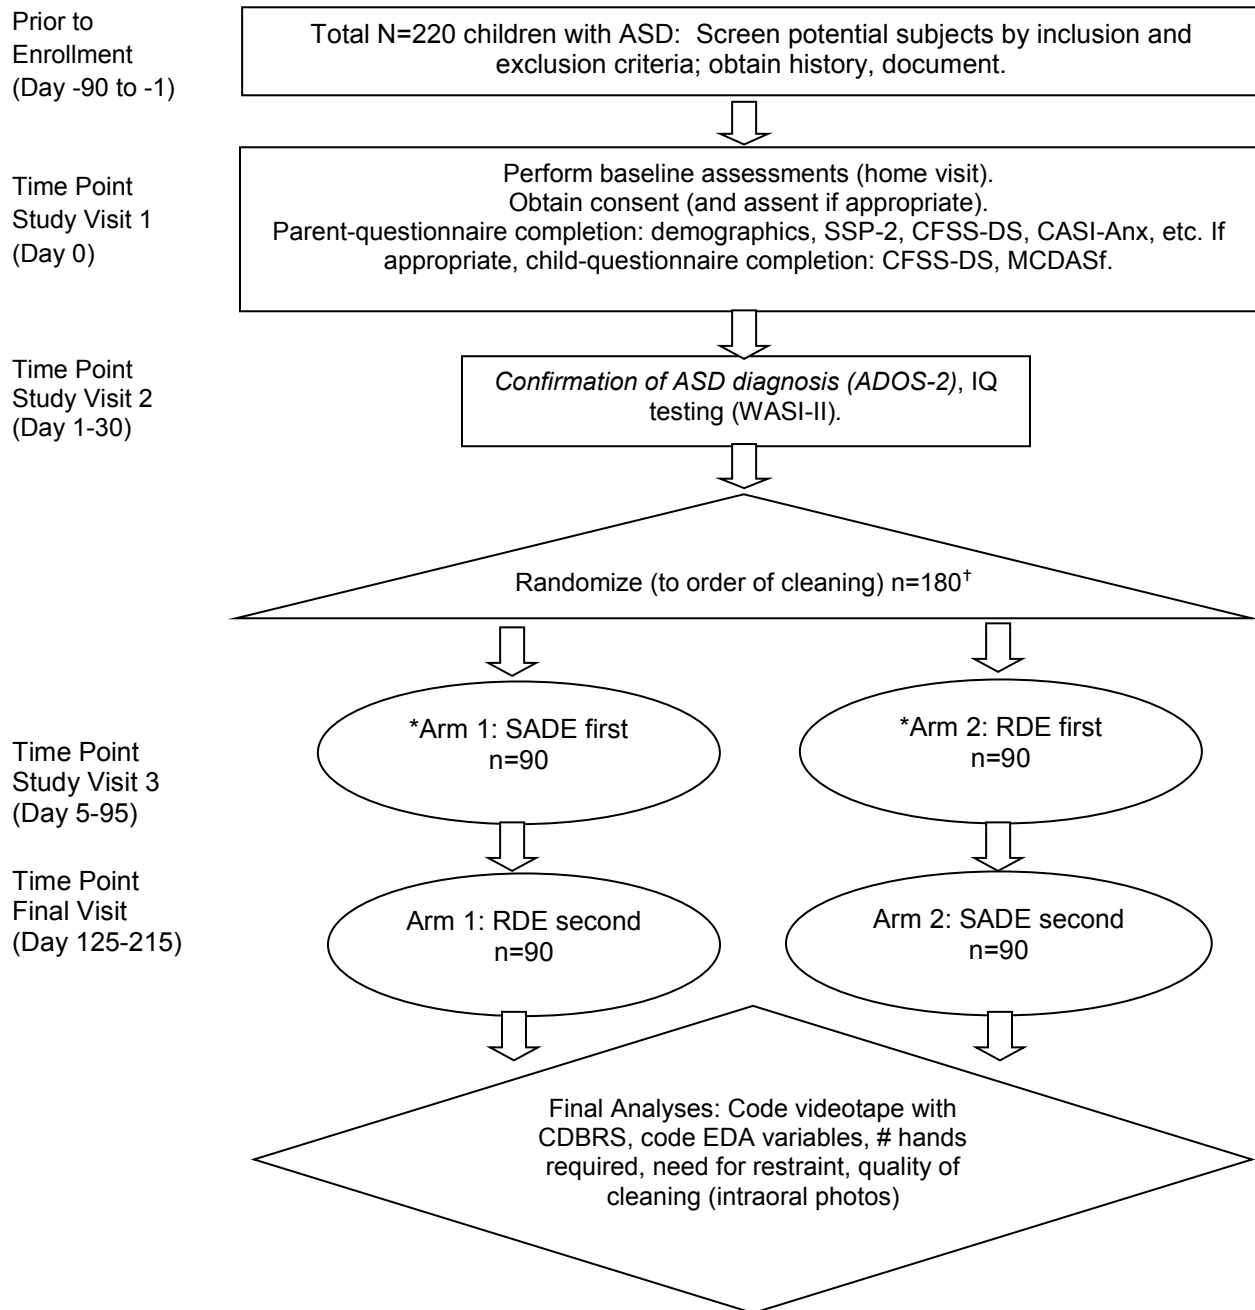 Prior to
Enrollment
(Day -90 to -1)
Total N=220 children with ASD:  Screen potential subjects by inclusion and
exclusion criteria; obtain history, document.
Time Point
Study Visit 1
(Day 0)
Perform baseline assessments (home visit).
Obtain consent (and assent if appropriate).
Parent-questionnaire completion: demographics, SSP-2, CFSS-DS, CASI-Anx, etc. If
appropriate, child-questionnaire completion: CFSS-DS, MCDASf.
Time Point
Study Visit 2
(Day 1-30)
Confirmation of ASD diagnosis (ADOS-2), IQ
testing (WASI-II).
Randomize (to order of cleaning) n=180†
Time Point
Study Visit 3
(Day 5-95)
*Arm 1: SADE first
n=90
*Arm 2: RDE first
n=90
Time Point
Final Visit
(Day 125-215)
Arm 1: RDE second
n=90
Arm 2: SADE second
n=90
Final Analyses: Code videotape with
CDBRS, code EDA variables, # hands
required, need for restraint, quality of
cleaning (intraoral photos)